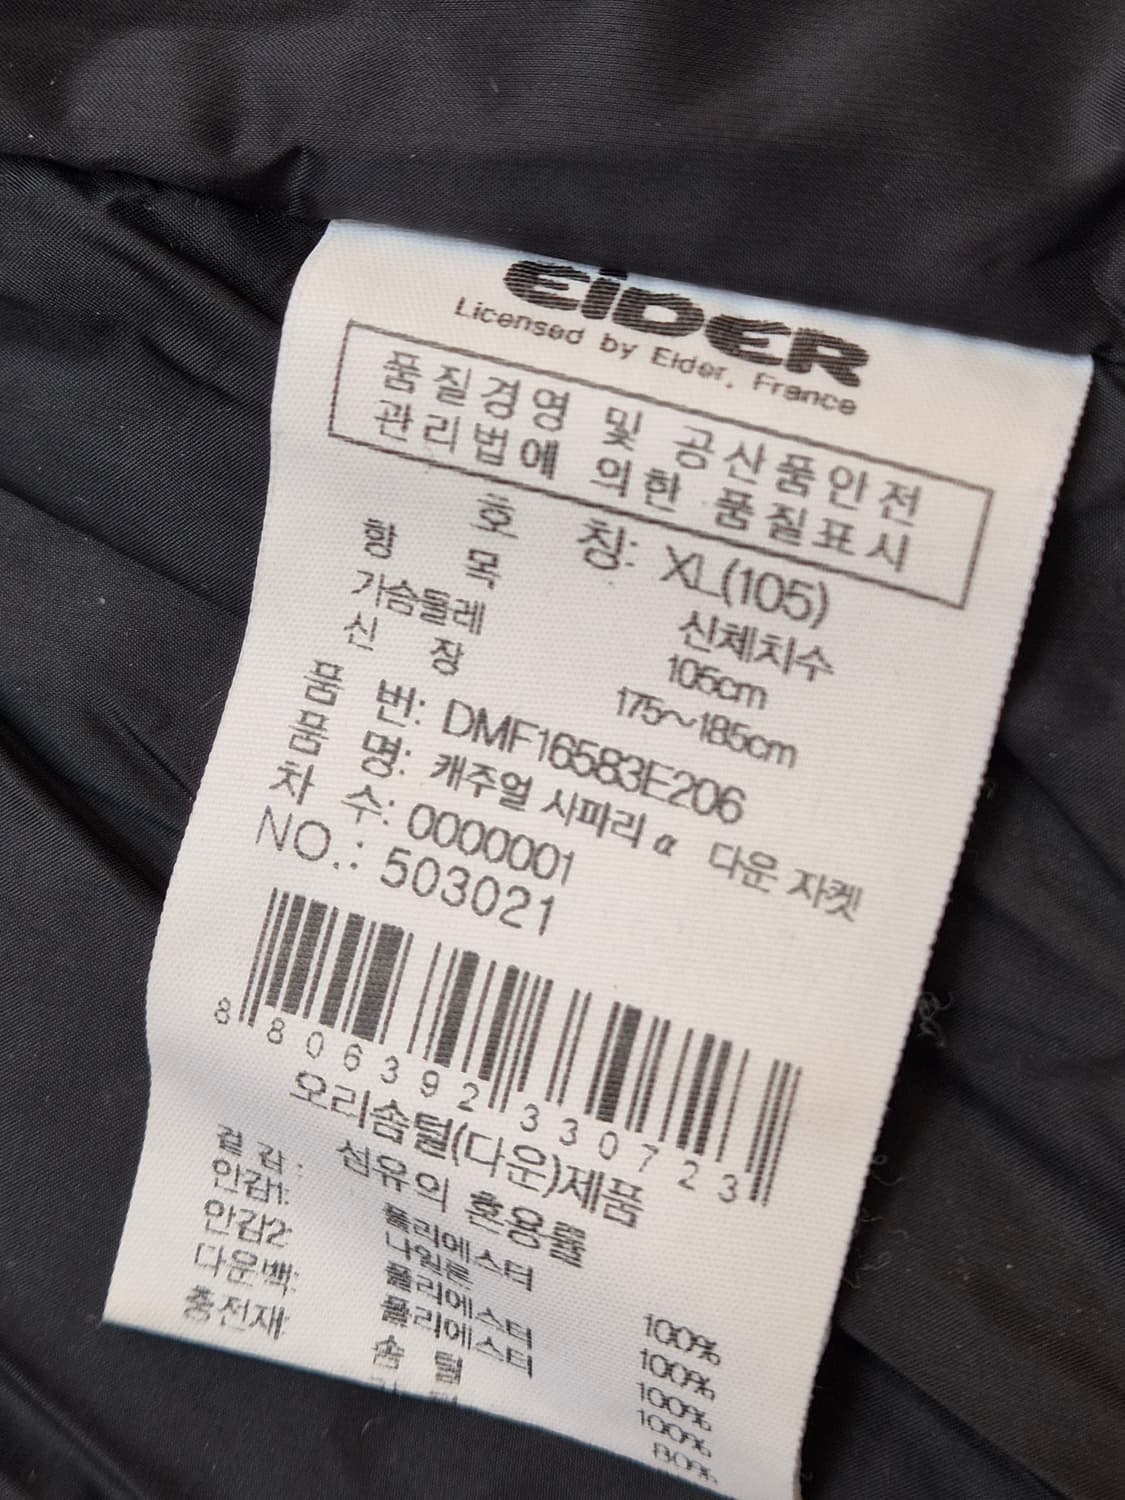 EiDER
Licensed by Eider, France
품질경영 및 공산품안전
관리법에 의한 품질표시
호 칭: XL(105)
항 목 신체치수
가슴둘레 105cm
신 장 175~185cm
품 번: DMF16583E206
품 명: 캐주얼 사파리 α 다운 자켓
차 수: 0000001
NO.: 503021
8 806392 330723
오리솜털(다운)제품
섬유의 혼용률
겉감: 폴리에스터 100%
안감1: 나일론 100%
안감2: 폴리에스터 100%
다운백: 폴리에스터 100%
충전재: 솜 털 80%